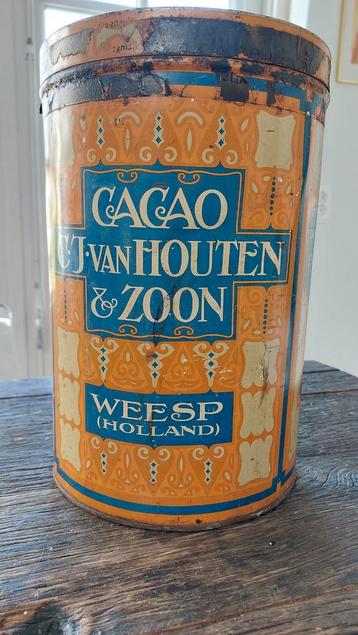 CACAO
C.J. VAN HOUTEN
& ZOON
WEESP
(HOLLAND)